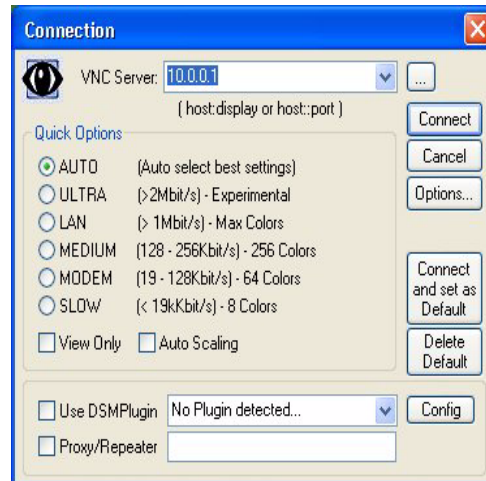 Connection
VNC Server: 10.0.0.1 ...
( host:display or host::port )
Connect
Quick Options
Cancel
AUTO (Auto select best settings)
ULTRA (>2Mbit/s) - Experimental
Options...
LAN (> 1Mbit/s) - Max Colors
MEDIUM (128 - 256Kbit/s) - 256 Colors
MODEM (19 - 128Kbit/s) - 64 Colors
SLOW (< 19kKbit/s) - 8 Colors
Connect
and set as
Default
View Only Auto Scaling
Delete
Default
Use DSMPlugin No Plugin detected... Config
Proxy/Repeater